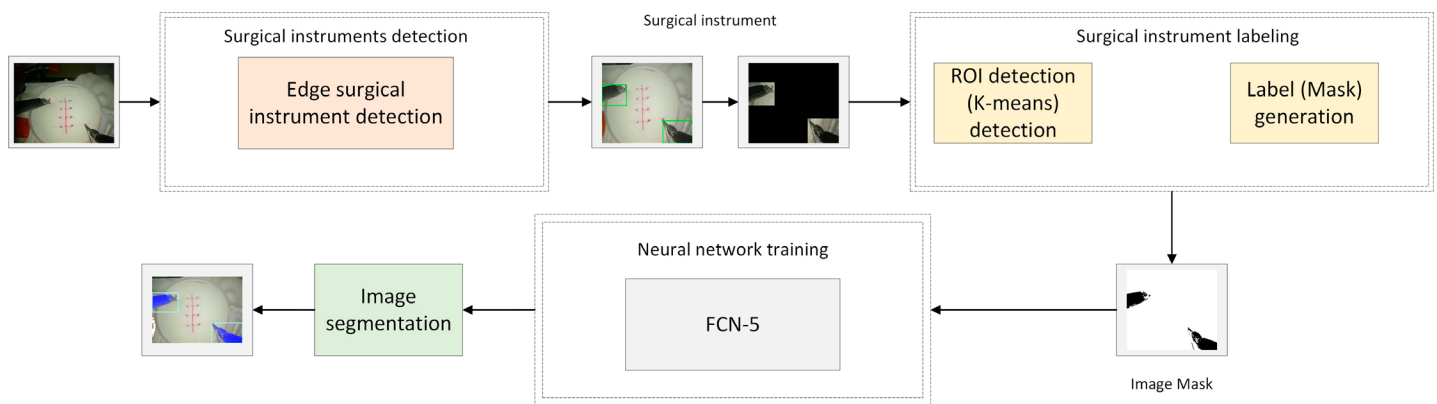 Surgical instruments detection
Edge surgical
instrument detection
Surgical instrument
Surgical instrument labeling
ROI detection
(K-means)
detection
Label (Mask)
generation
Neural network training
FCN-5
Image
segmentation
Image Mask